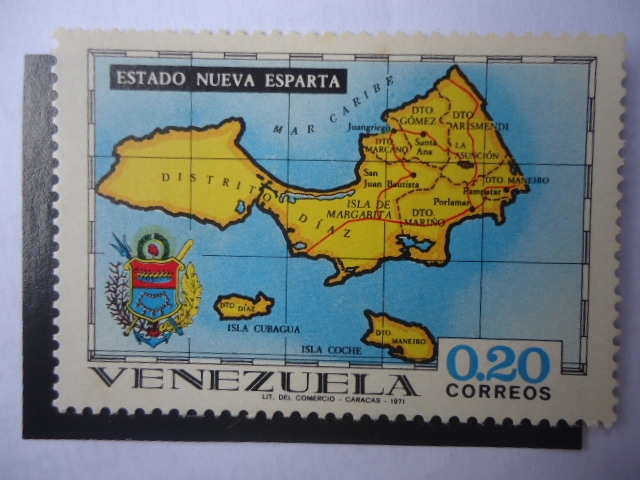 ESTADO NUEVA ESPARTA
MAR CARIBE
DTO.
GÓMEZ
DTO
ARISMENDI
Juangriego
DTO.
MARCANO
Santa
Ana
LA
ASUNCIÓN
San
Juan Bautista
DTO. MANEIRO
Pampatar
Porlamar
DISTRITO DÍAZ
ISLA DE
MARGARITA
DTO.
MARIÑO
DTO DÍAZ
ISLA CUBAGUA
DTO.
MANEIRO
ISLA COCHE
0.20
CORREOS
VENEZUELA
LIT. DEL COMERCIO - CARACAS - 1971